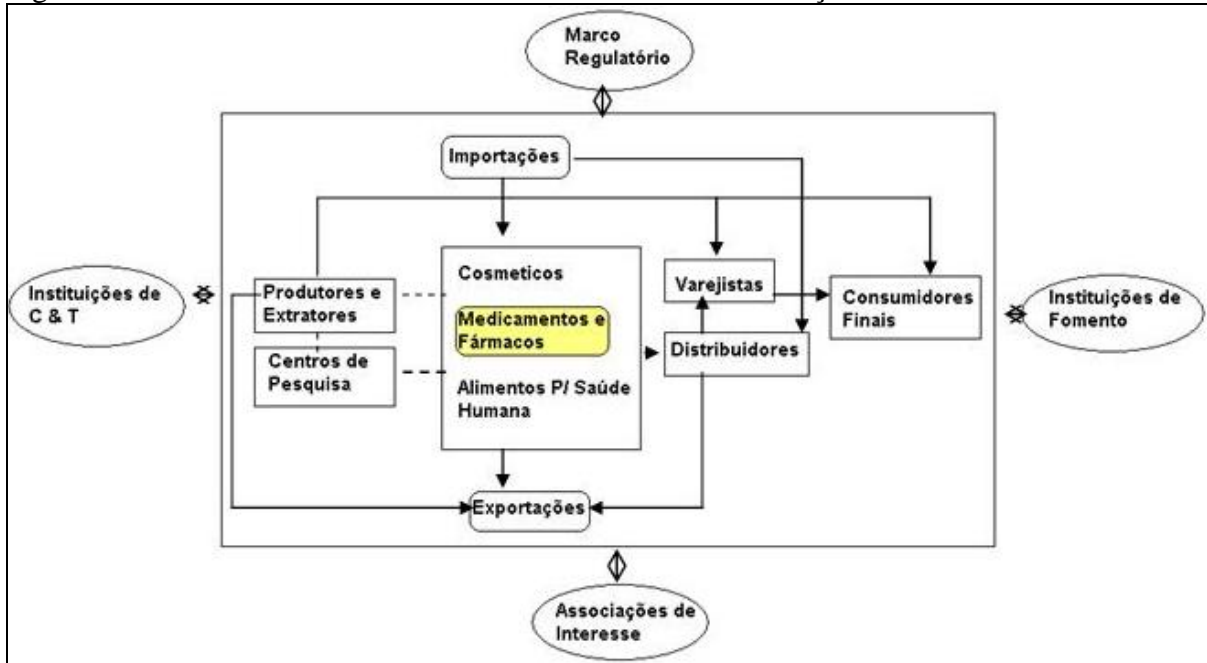 Marco
Regulatório
Importações
Cosmeticos
Medicamentos e
Fármacos
Alimentos P/ Saúde
Humana
Instituições de
C & T
Produtores e
Extratores
Centros de
Pesquisa
Varejistas
Distribuidores
Consumidores
Finais
Instituições de
Fomento
Exportações
Associações de
Interesse